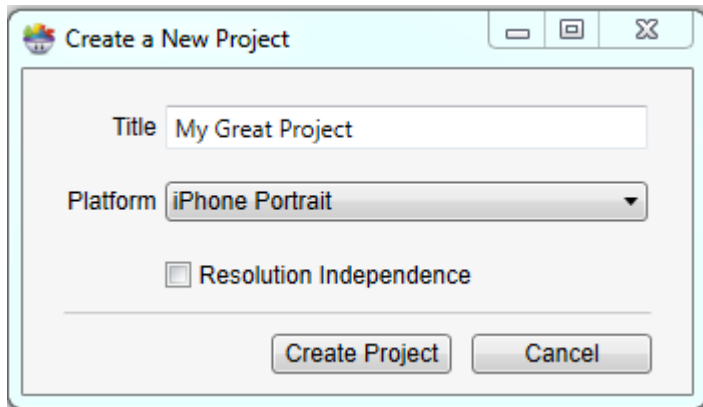 Create a New Project
Title My Great Project
Platform iPhone Portrait
Resolution Independence
Create Project Cancel